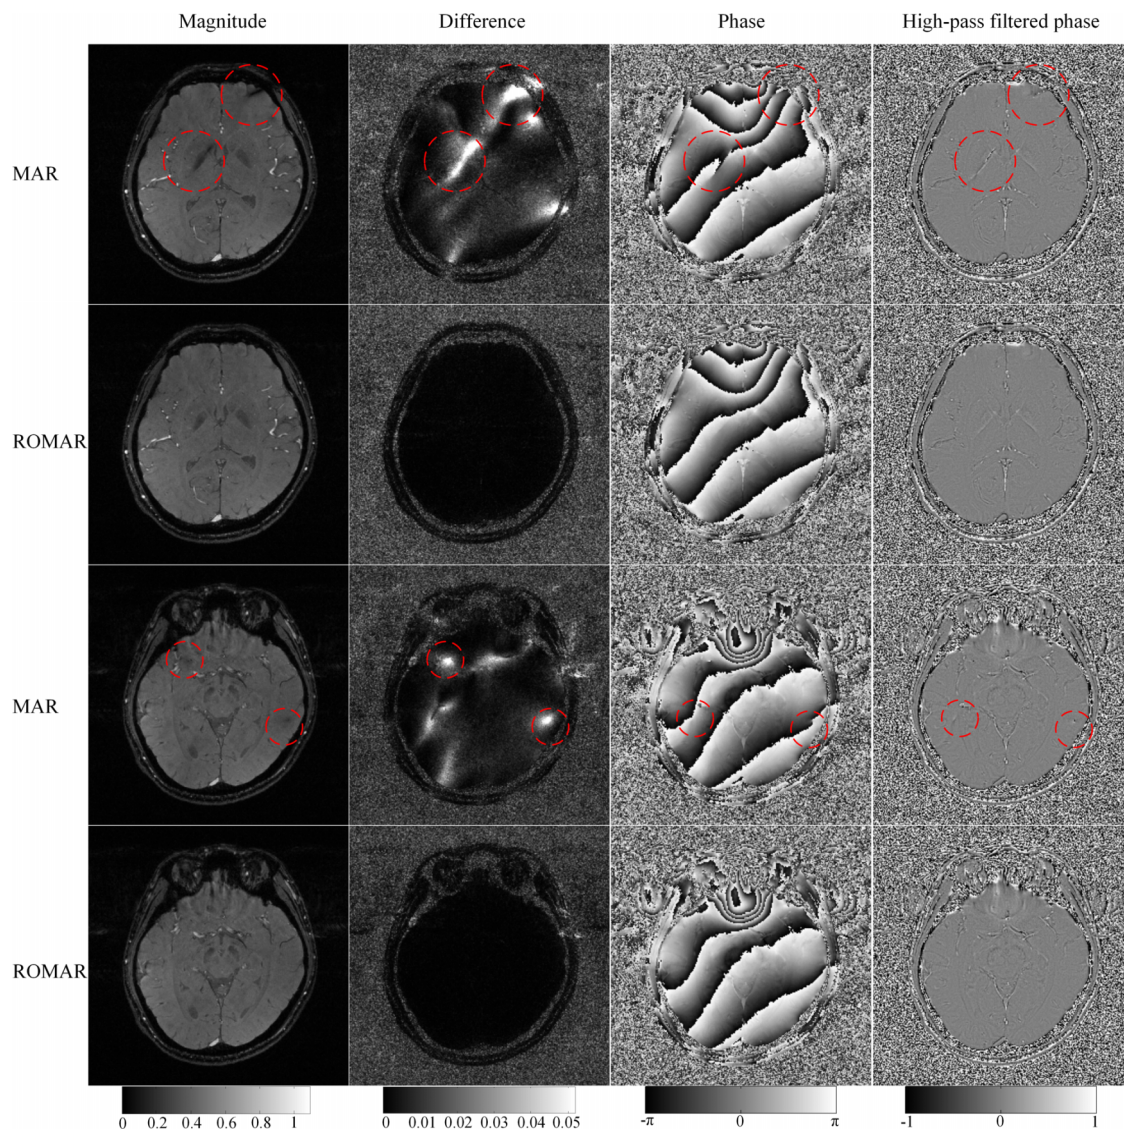 Magnitude Difference Phase High-pass filtered phase
MAR
ROMAR
MAR
ROMAR
0 0.2 0.4 0.6 0.8 1 0 0.01 0.02 0.03 0.04 0.05 -π 0 π -1 0 1